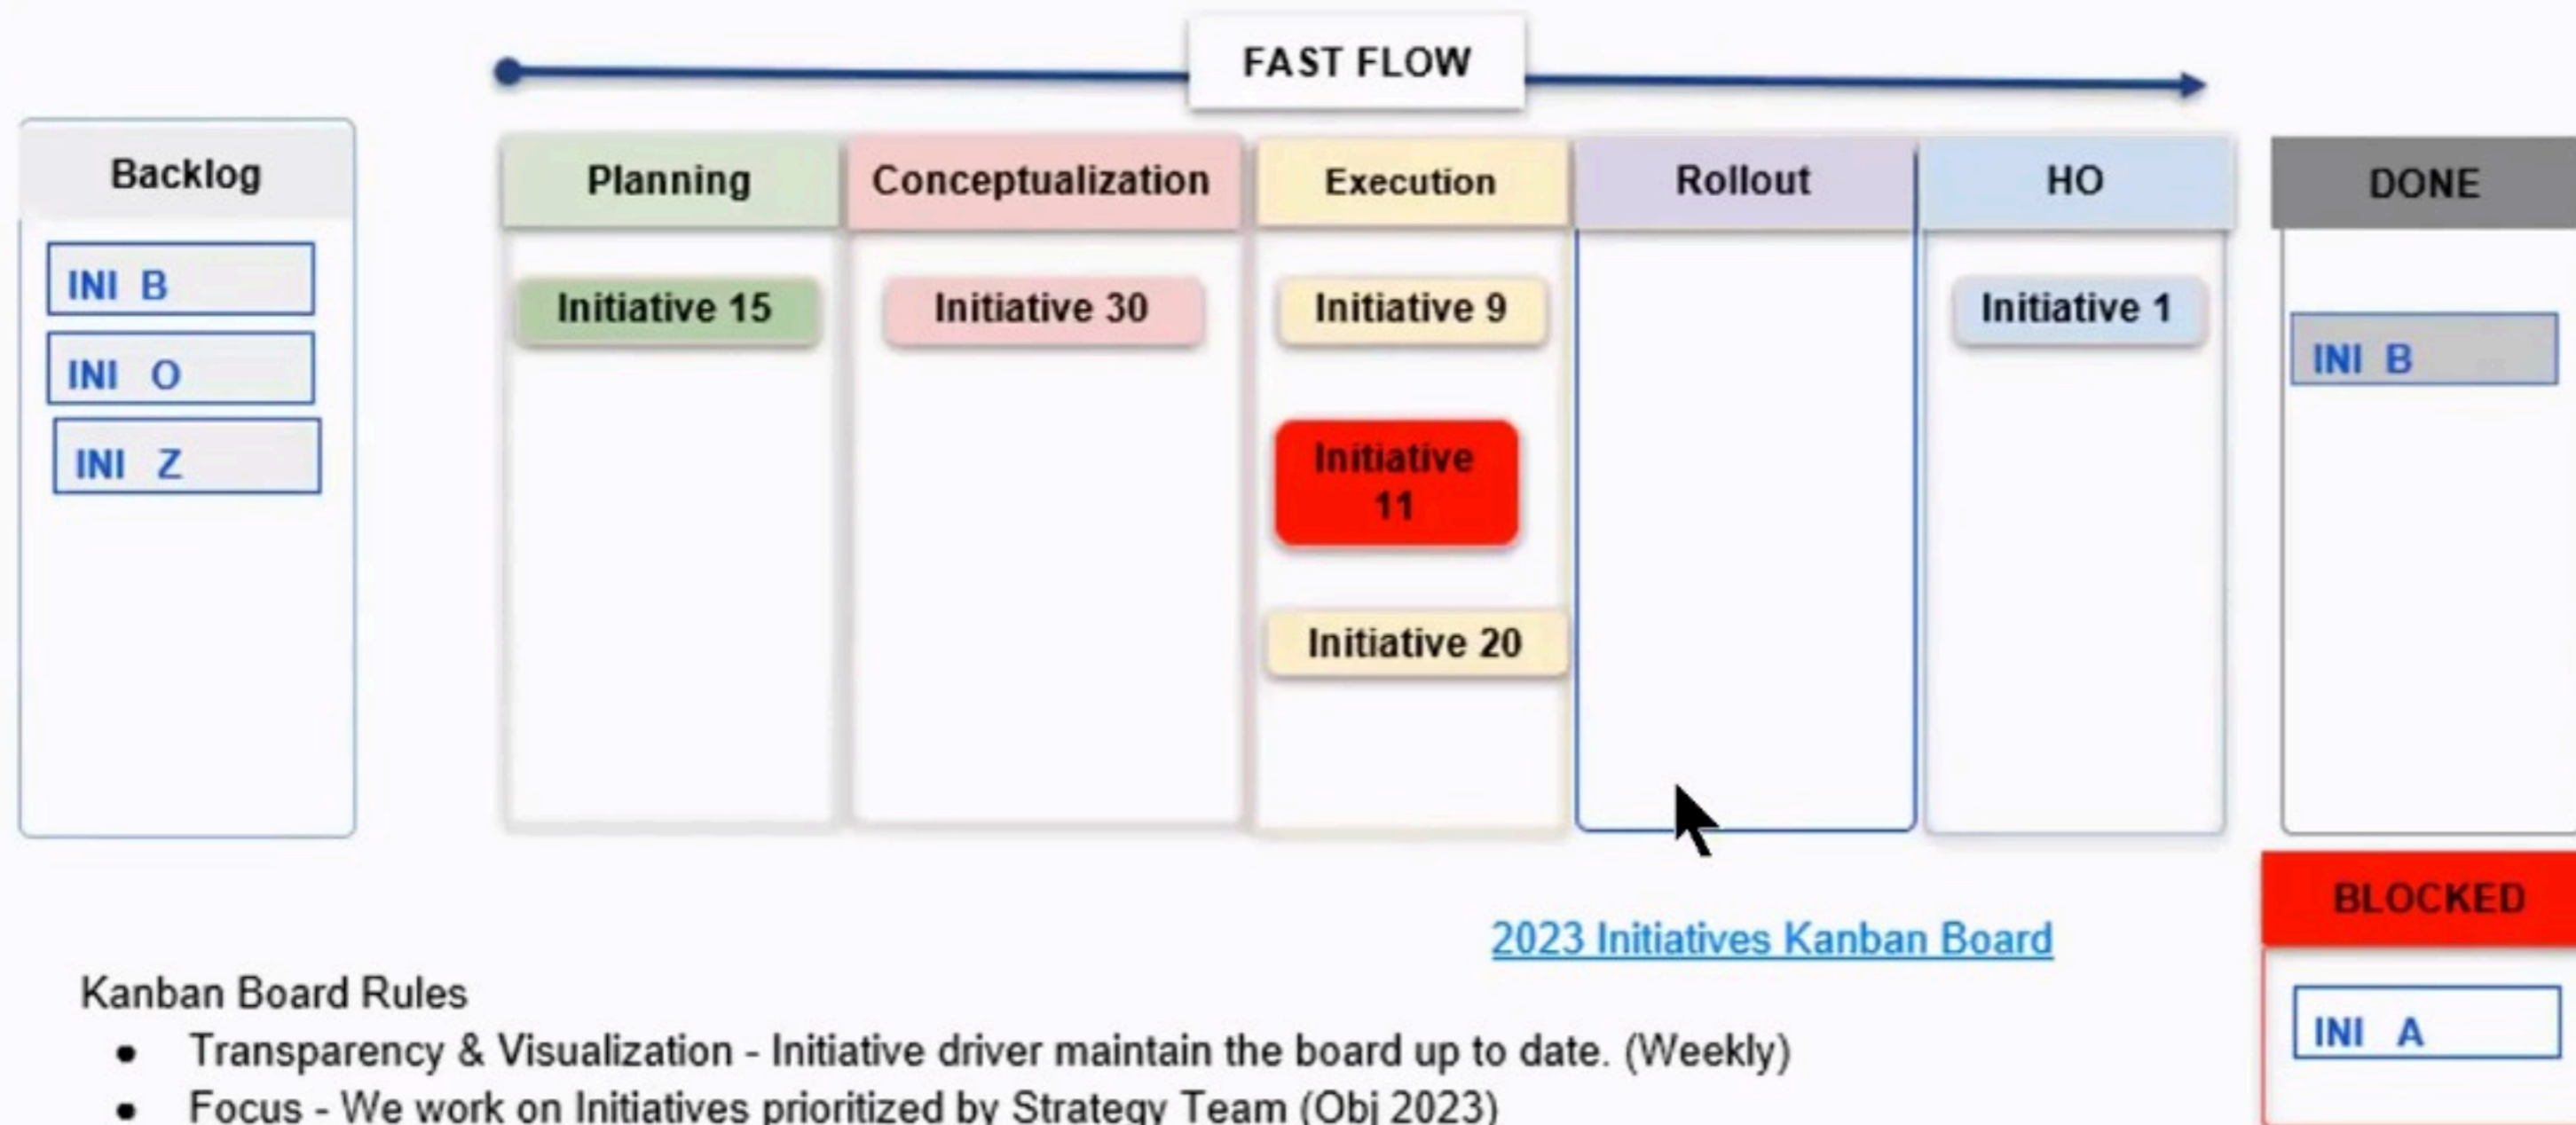 FAST FLOW
Backlog
Planning
Conceptualization
Execution
Rollout
HO
DONE
INI B
INI O
INI Z
Initiative 15
Initiative 30
Initiative 9
Initiative
11
Initiative 20
Initiative 1
INI B
BLOCKED
INI A
2023 Initiatives Kanban Board
Kanban Board Rules
• Transparency & Visualization - Initiative driver maintain the board up to date. (Weekly)
• Focus - We work on Initiatives prioritized by Strategy Team (Obj 2023)